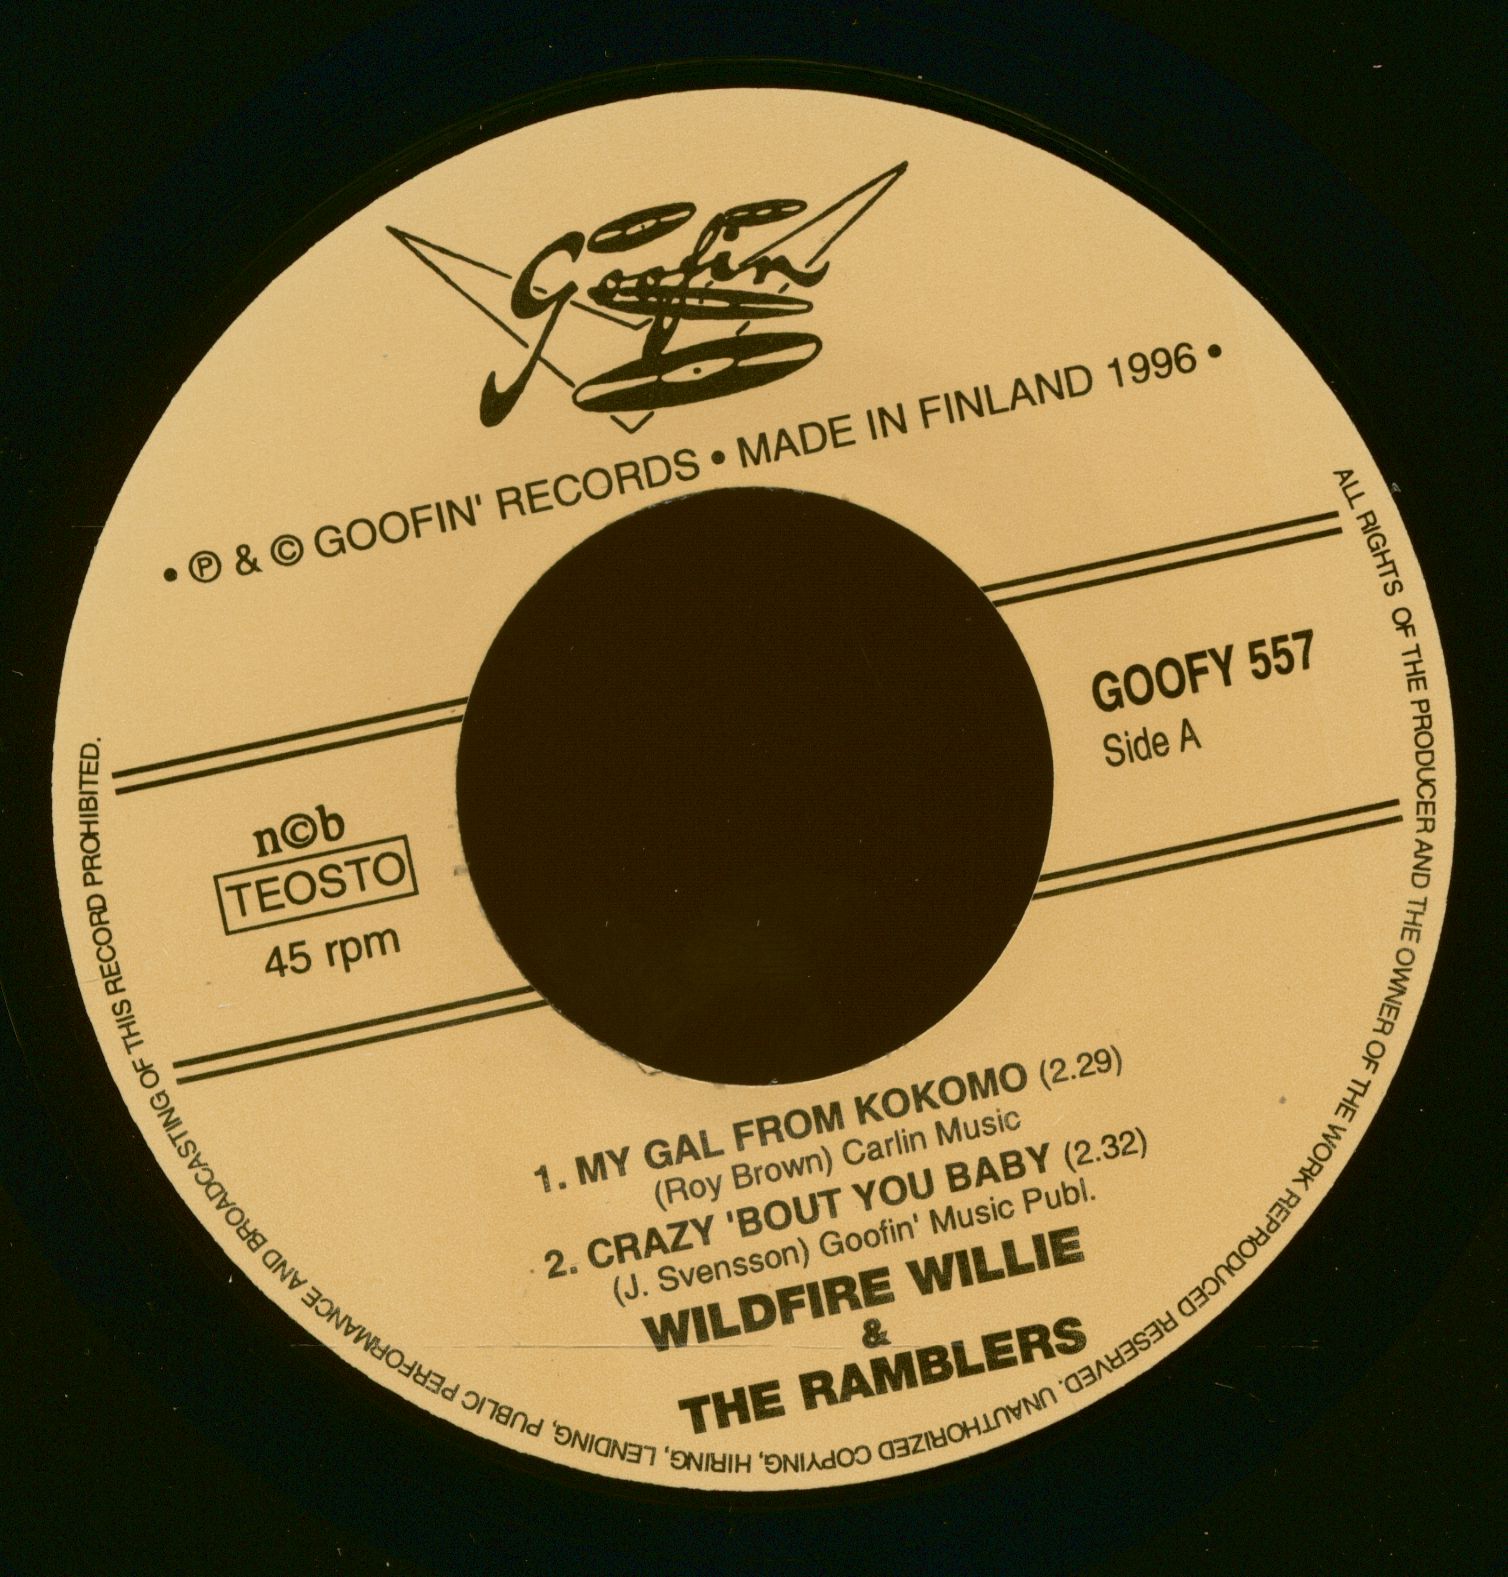 Goofin
• ℗ & © GOOFIN' RECORDS • MADE IN FINLAND 1996 •
GOOFY 557
Side A
n©b
TEOSTO
45 rpm
1. MY GAL FROM KOKOMO (2.29)
(Roy Brown) Carlin Music
2. CRAZY 'BOUT YOU BABY (2.32)
(J. Svensson) Goofin' Music Publ.
WILDFIRE WILLIE
&
THE RAMBLERS
ALL RIGHTS OF THE PRODUCER AND THE OWNER OF THE WORK REPRODUCED RESERVED. UNAUTHORIZED COPYING, HIRING, LENDING, PUBLIC PERFORMANCE AND BROADCASTING OF THIS RECORD PROHIBITED.